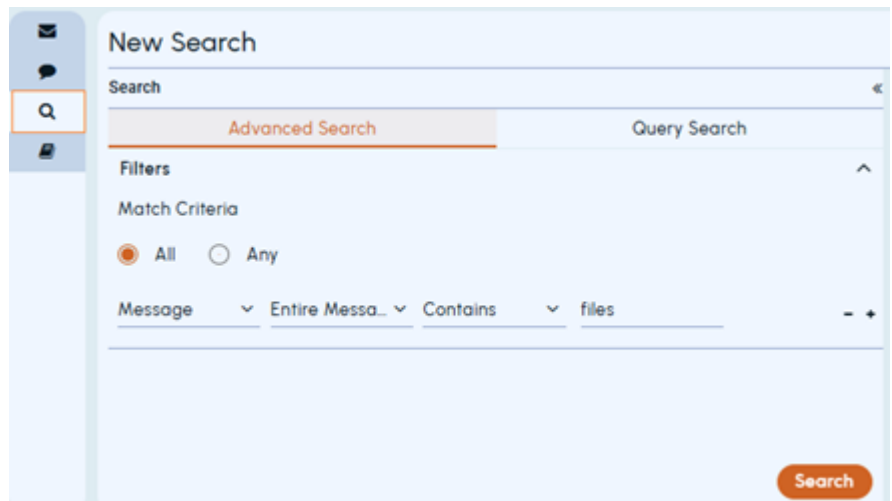 New Search
Search
Advanced Search Query Search
Filters
Match Criteria
All Any
Message Entire Messa... Contains files
Search